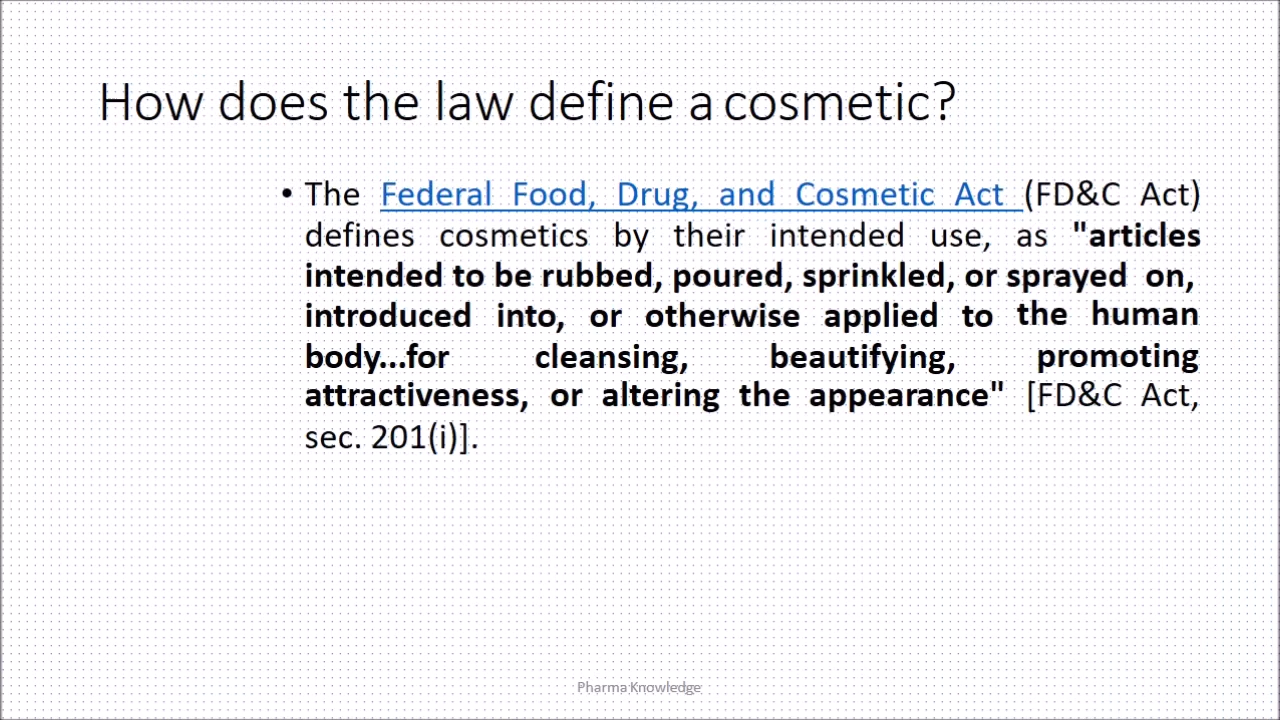 How does the law define a cosmetic?
• The Federal Food, Drug, and Cosmetic Act (FD&C Act)
defines cosmetics by their intended use, as "articles
intended to be rubbed, poured, sprinkled, or sprayed on,
introduced into, or otherwise applied to the human
body...for cleansing, beautifying, promoting
attractiveness, or altering the appearance" [FD&C Act,
sec. 201(i)].
Pharma Knowledge